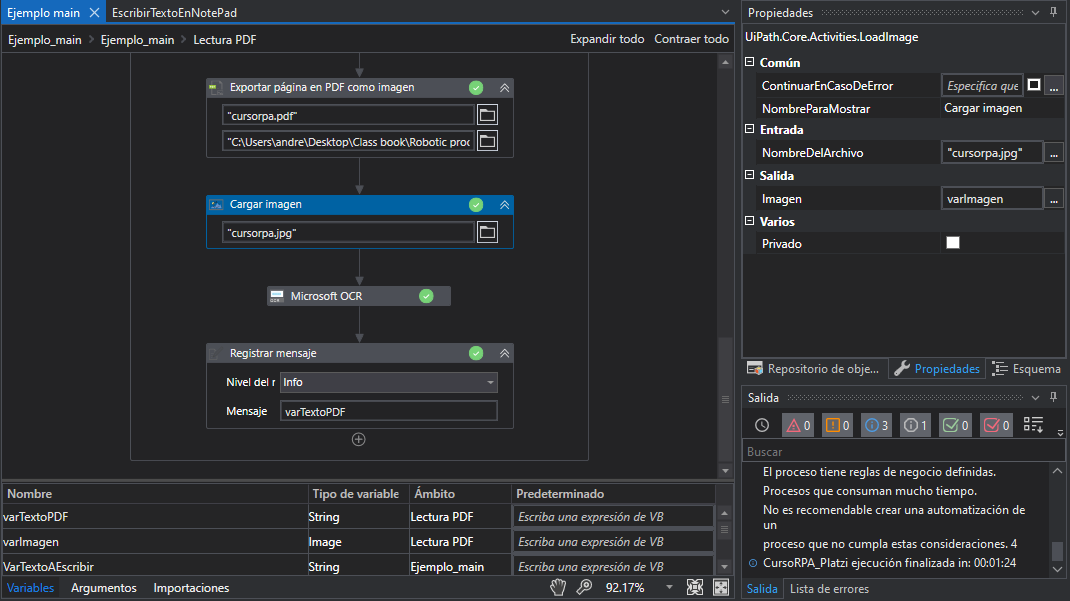 Ejemplo main
EscribirTextoEnNotePad
Ejemplo_main > Ejemplo_main > Lectura PDF
Expandir todo Contraer todo
Exportar página en PDF como imagen
"cursorpa.pdf"
"C:\Users\andre\Desktop\Class book\Robotic proc
Cargar imagen
"cursorpa.jpg"
Microsoft OCR
Registrar mensaje
Nivel del r Info
Mensaje varTextoPDF
Nombre Tipo de variable Ámbito Predeterminado
varTextoPDF String Lectura PDF Escriba una expresión de VB
varImagen Image Lectura PDF Escriba una expresión de VB
VarTextoAEscribir String Ejemplo_main Escriba una expresión de VB
Variables Argumentos Importaciones
92.17%
Propiedades
UiPath.Core.Activities.LoadImage
Común
ContinuarEnCasoDeError Especifica que ...
NombreParaMostrar Cargar imagen
Entrada
NombreDelArchivo "cursorpa.jpg" ...
Salida
Imagen varImagen ...
Varios
Privado
Repositorio de obje... Propiedades Esquema
Salida
0 0 3 1 0 0
Buscar
El proceso tiene reglas de negocio definidas.
Procesos que consuman mucho tiempo.
No es recomendable crear una automatización de
un
proceso que no cumpla estas consideraciones. 4
CursoRPA_Platzi ejecución finalizada in: 00:01:24
Salida Lista de errores